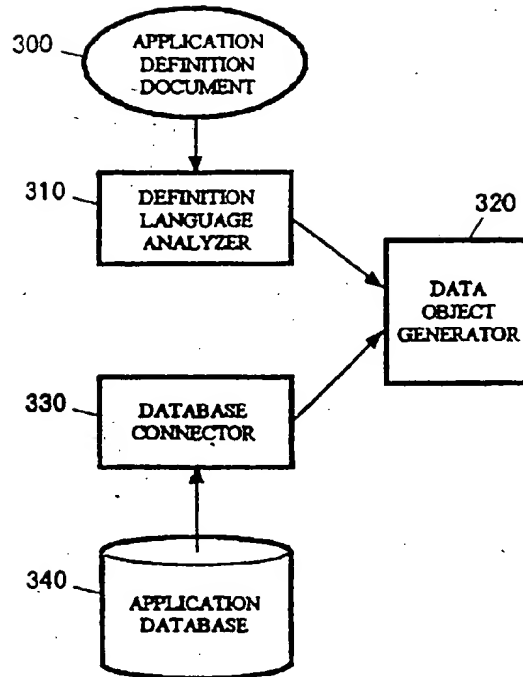 300
APPLICATION
DEFINITION
DOCUMENT
310
DEFINITION
LANGUAGE
ANALYZER
320
DATA
OBJECT
GENERATOR
330
DATABASE
CONNECTOR
340
APPLICATION
DATABASE